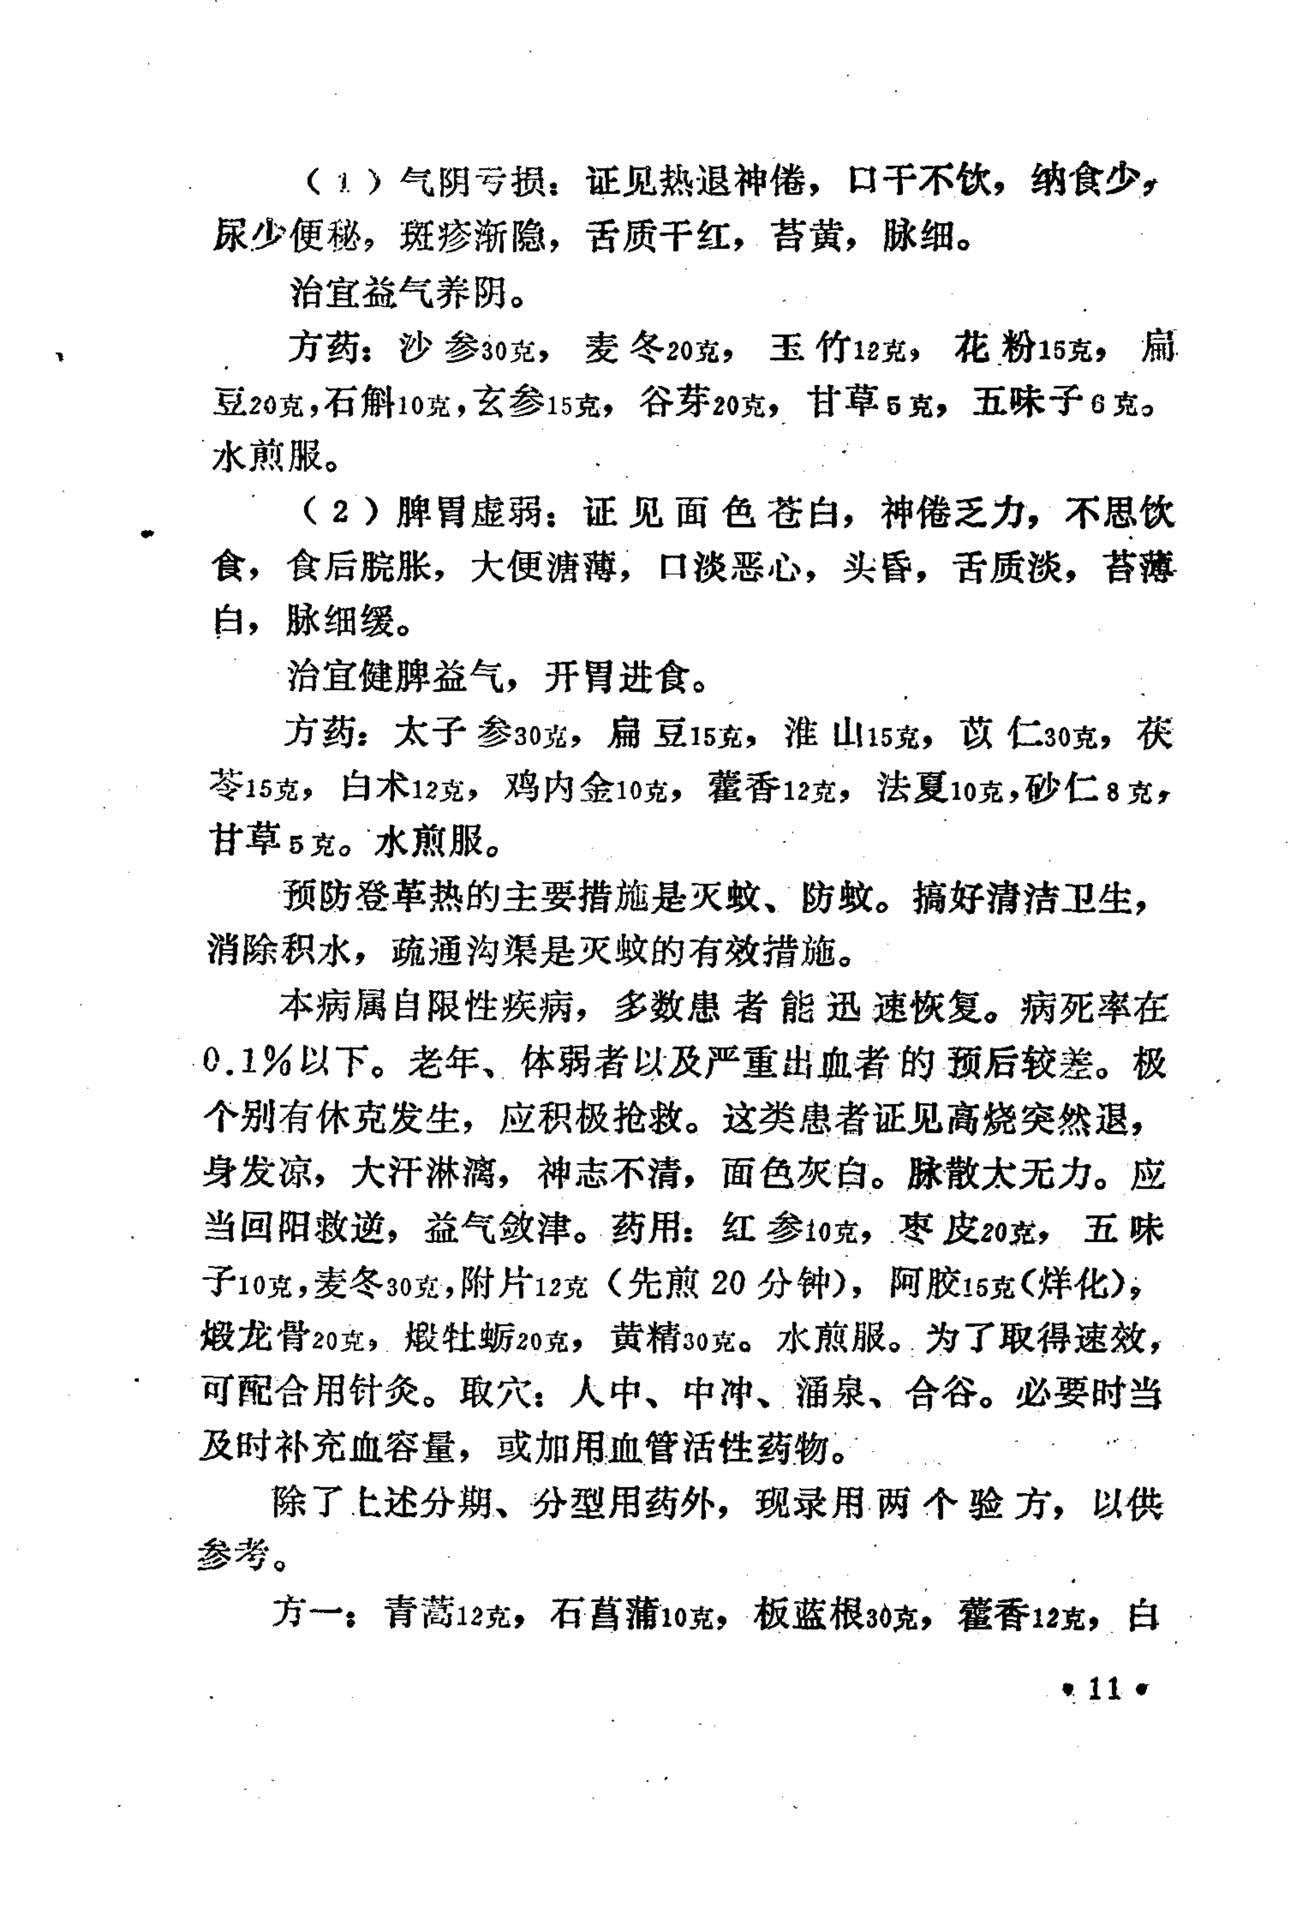 （1）气阴亏损：证见热退神倦，口干不饮，纳食少，
尿少便秘，斑疹渐隐，舌质干红，苔黄，脉细。
治宜益气养阴。
方药：沙参30克，麦冬20克，玉竹12克，花粉15克，扁
豆20克，石斛10克，玄参15克，谷芽20克，甘草5克，五味子6克。
水煎服。
（2）脾胃虚弱：证见面色苍白，神倦乏力，不思饮
食，食后脘胀，大便溏薄，口淡恶心，头昏，舌质淡，苔薄
白，脉细缓。
治宜健脾益气，开胃进食。
方药：太子参30克，扁豆15克，淮山15克，苡仁30克，茯
苓15克，白术12克，鸡内金10克，藿香12克，法夏10克，砂仁8克，
甘草5克。水煎服。
预防登革热的主要措施是灭蚊、防蚊。搞好清洁卫生，
消除积水，疏通沟渠是灭蚊的有效措施。
本病属自限性疾病，多数患者能迅速恢复。病死率在
0.1%以下。老年、体弱者以及严重出血者的预后较差。极
个别有休克发生，应积极抢救。这类患者证见高烧突然退，
身发凉，大汗淋漓，神志不清，面色灰白。脉散太无力。应
当回阳救逆，益气敛津。药用：红参10克，枣皮20克，五味
子10克，麦冬30克，附片12克（先煎20分钟），阿胶15克（烊化），
煅龙骨20克，煅牡蛎20克，黄精30克。水煎服。为了取得速效，
可配合用针灸。取穴：人中、中冲、涌泉、合谷。必要时当
及时补充血容量，或加用血管活性药物。
除了上述分期、分型用药外，现录用两个验方，以供
参考。
方一：青蒿12克，石菖蒲10克，板蓝根30克，藿香12克，白
•11•